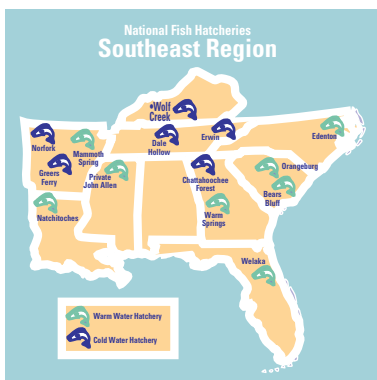 National Fish Hatcheries
Southeast Region
•Wolf
Creek
Norfolk
Mammoth
Spring
Dale
Hollow
Erwin
Edenton
Greers
Ferry
Private
John Allen
Chattahoochee
Forest
Orangeburg
Bears
Bluff
Natchitoches
Warm
Springs
Welaka
Warm Water Hatchery
Cold Water Hatchery